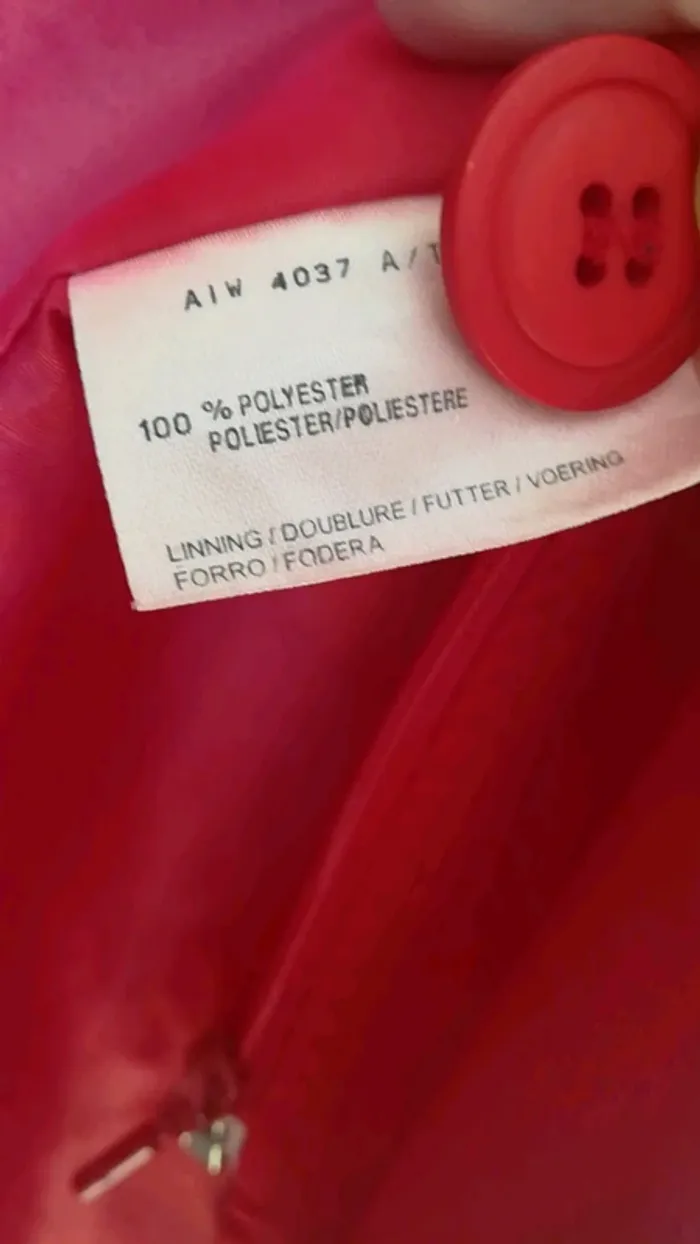 AIW 4037 A/T
100 % POLYESTER
POLIESTER/POLIESTERE
LINNING / DOUBLURE / FUTTER / VOERING
FORRO / FODERA